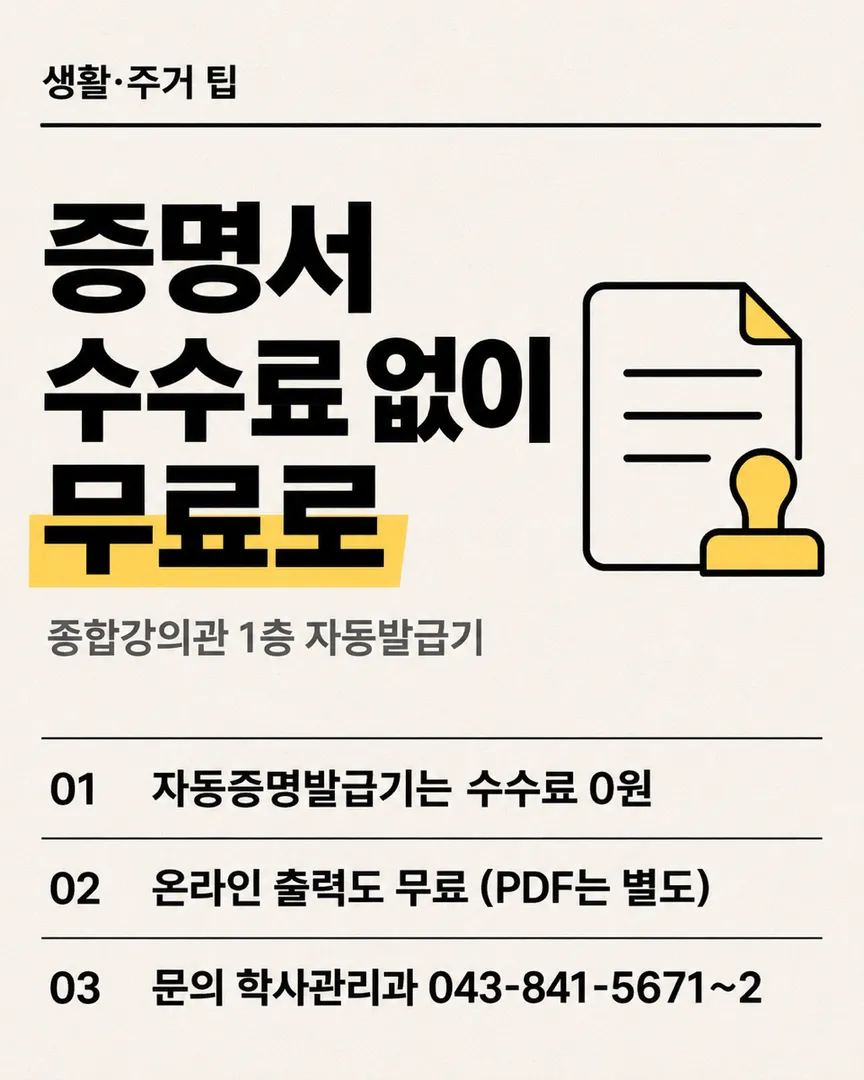 생활·주거 팁
증명서
수수료 없이
무료로
종합강의관 1층 자동발급기
01 자동증명발급기는 수수료 0원
02 온라인 출력도 무료 (PDF는 별도)
03 문의 학사관리과 043-841-5671~2